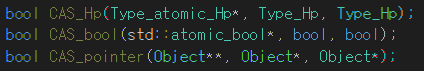 bool CAS_Hp(Type_atomic_Hp*, Type_Hp, Type_Hp);
bool CAS_bool(std::atomic_bool*, bool, bool);
bool CAS_pointer(Object**, Object*, Object*);